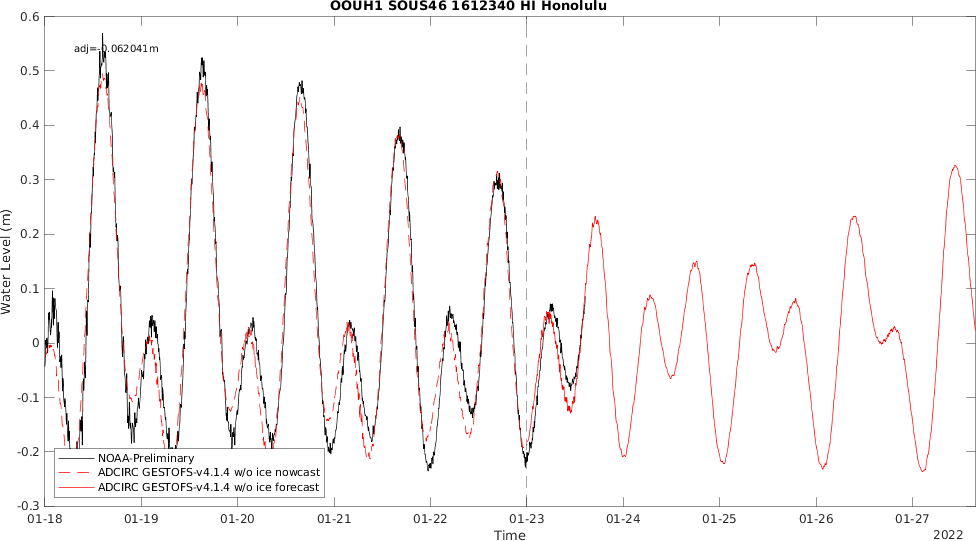 OOUH1 SOUS46 1612340 HI Honolulu
adj=-0.062041m
Water Level (m)
0.6
0.5
0.4
0.3
0.2
0.1
0
-0.1
-0.2
-0.3
NOAA-Preliminary
ADCIRC GESTOFS-v4.1.4 w/o ice nowcast
ADCIRC GESTOFS-v4.1.4 w/o ice forecast
01-18 01-19 01-20 01-21 01-22 01-23 01-24 01-25 01-26 01-27
Time
2022